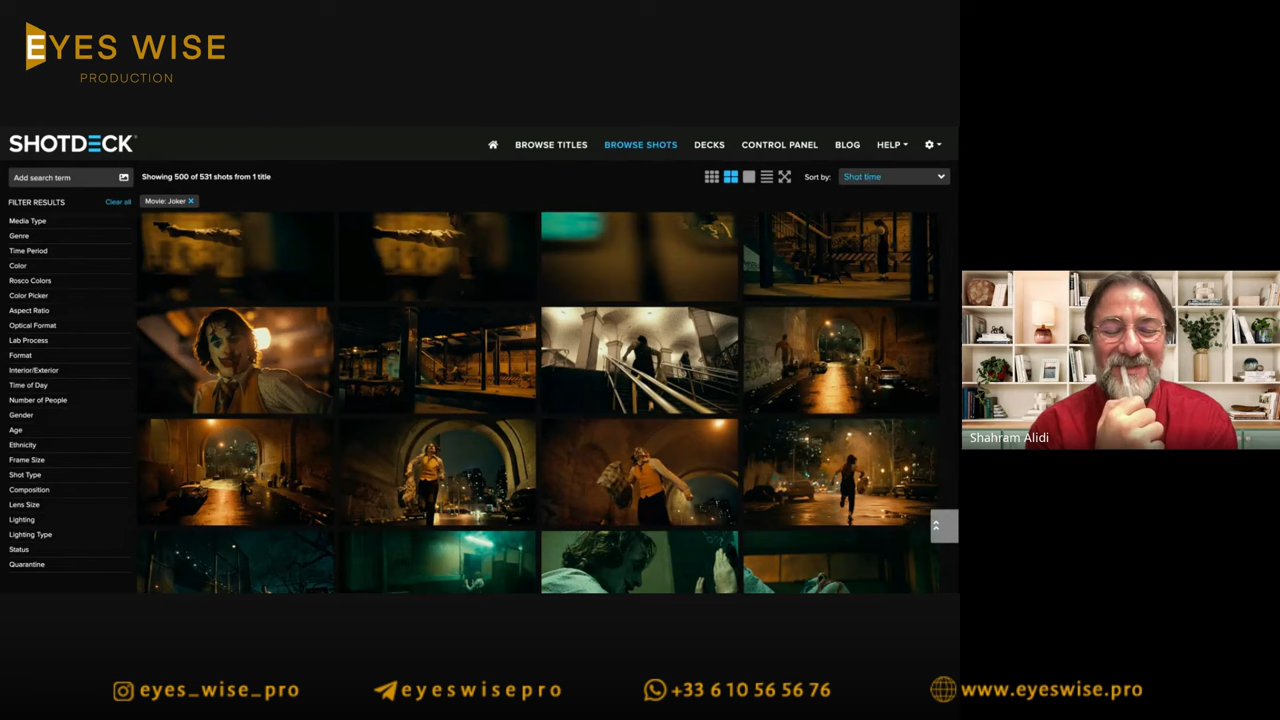 EYES WISE
PRODUCTION
SHOTDECK
BROWSE TITLES
BROWSE SHOTS
DECKS
CONTROL PANEL
BLOG
HELP
Add search term
Showing 500 of 531 shots from 1 title
Sort by:
Shot time
FILTER RESULTS
Clear all
Movie: Joker
Media Type
Genre
Time Period
Color
Rosco Colors
Color Picker
Aspect Ratio
Optical Format
Lab Process
Format
Interior/Exterior
Time of Day
Number of People
Gender
Age
Ethnicity
Frame Size
Shot Type
Composition
Lens Size
Lighting
Lighting Type
Status
Quarantine
Shahram Alidi
eyes_wise_pro
eyeswisepro
+33 6 10 56 56 76
www.eyeswise.pro